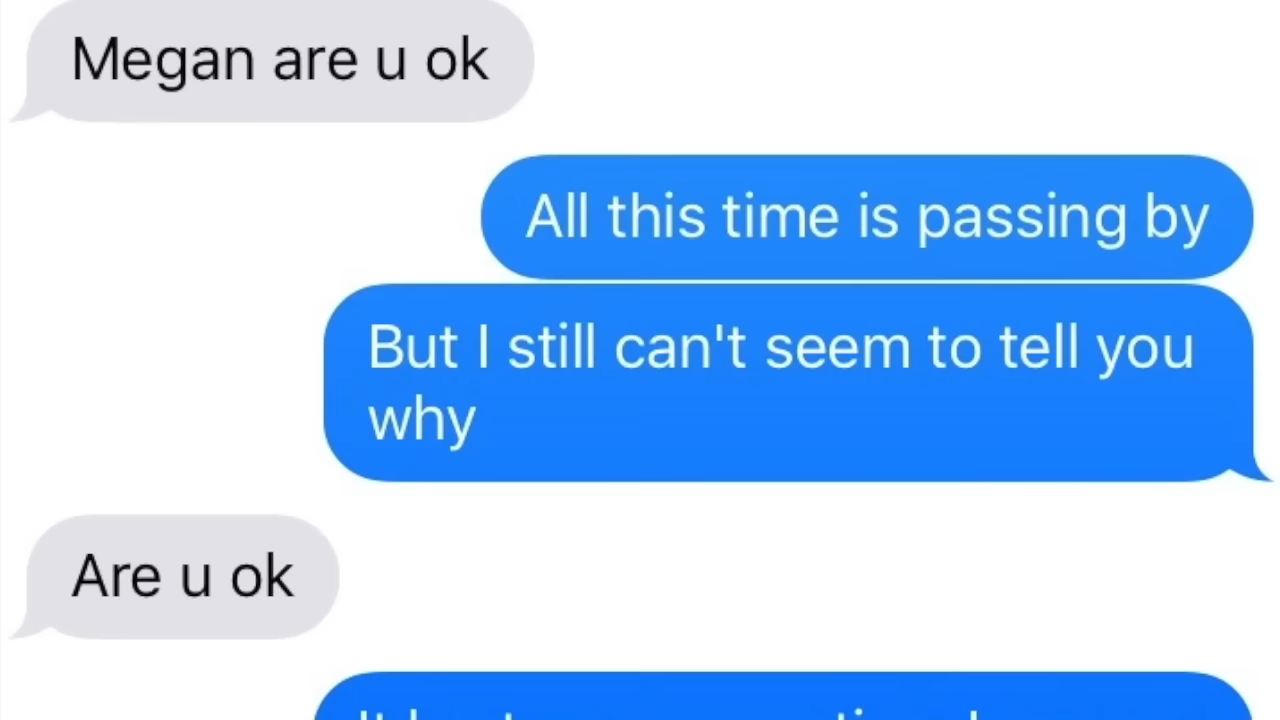 Megan are u ok
All this time is passing by
But I still can't seem to tell you
why
Are u ok